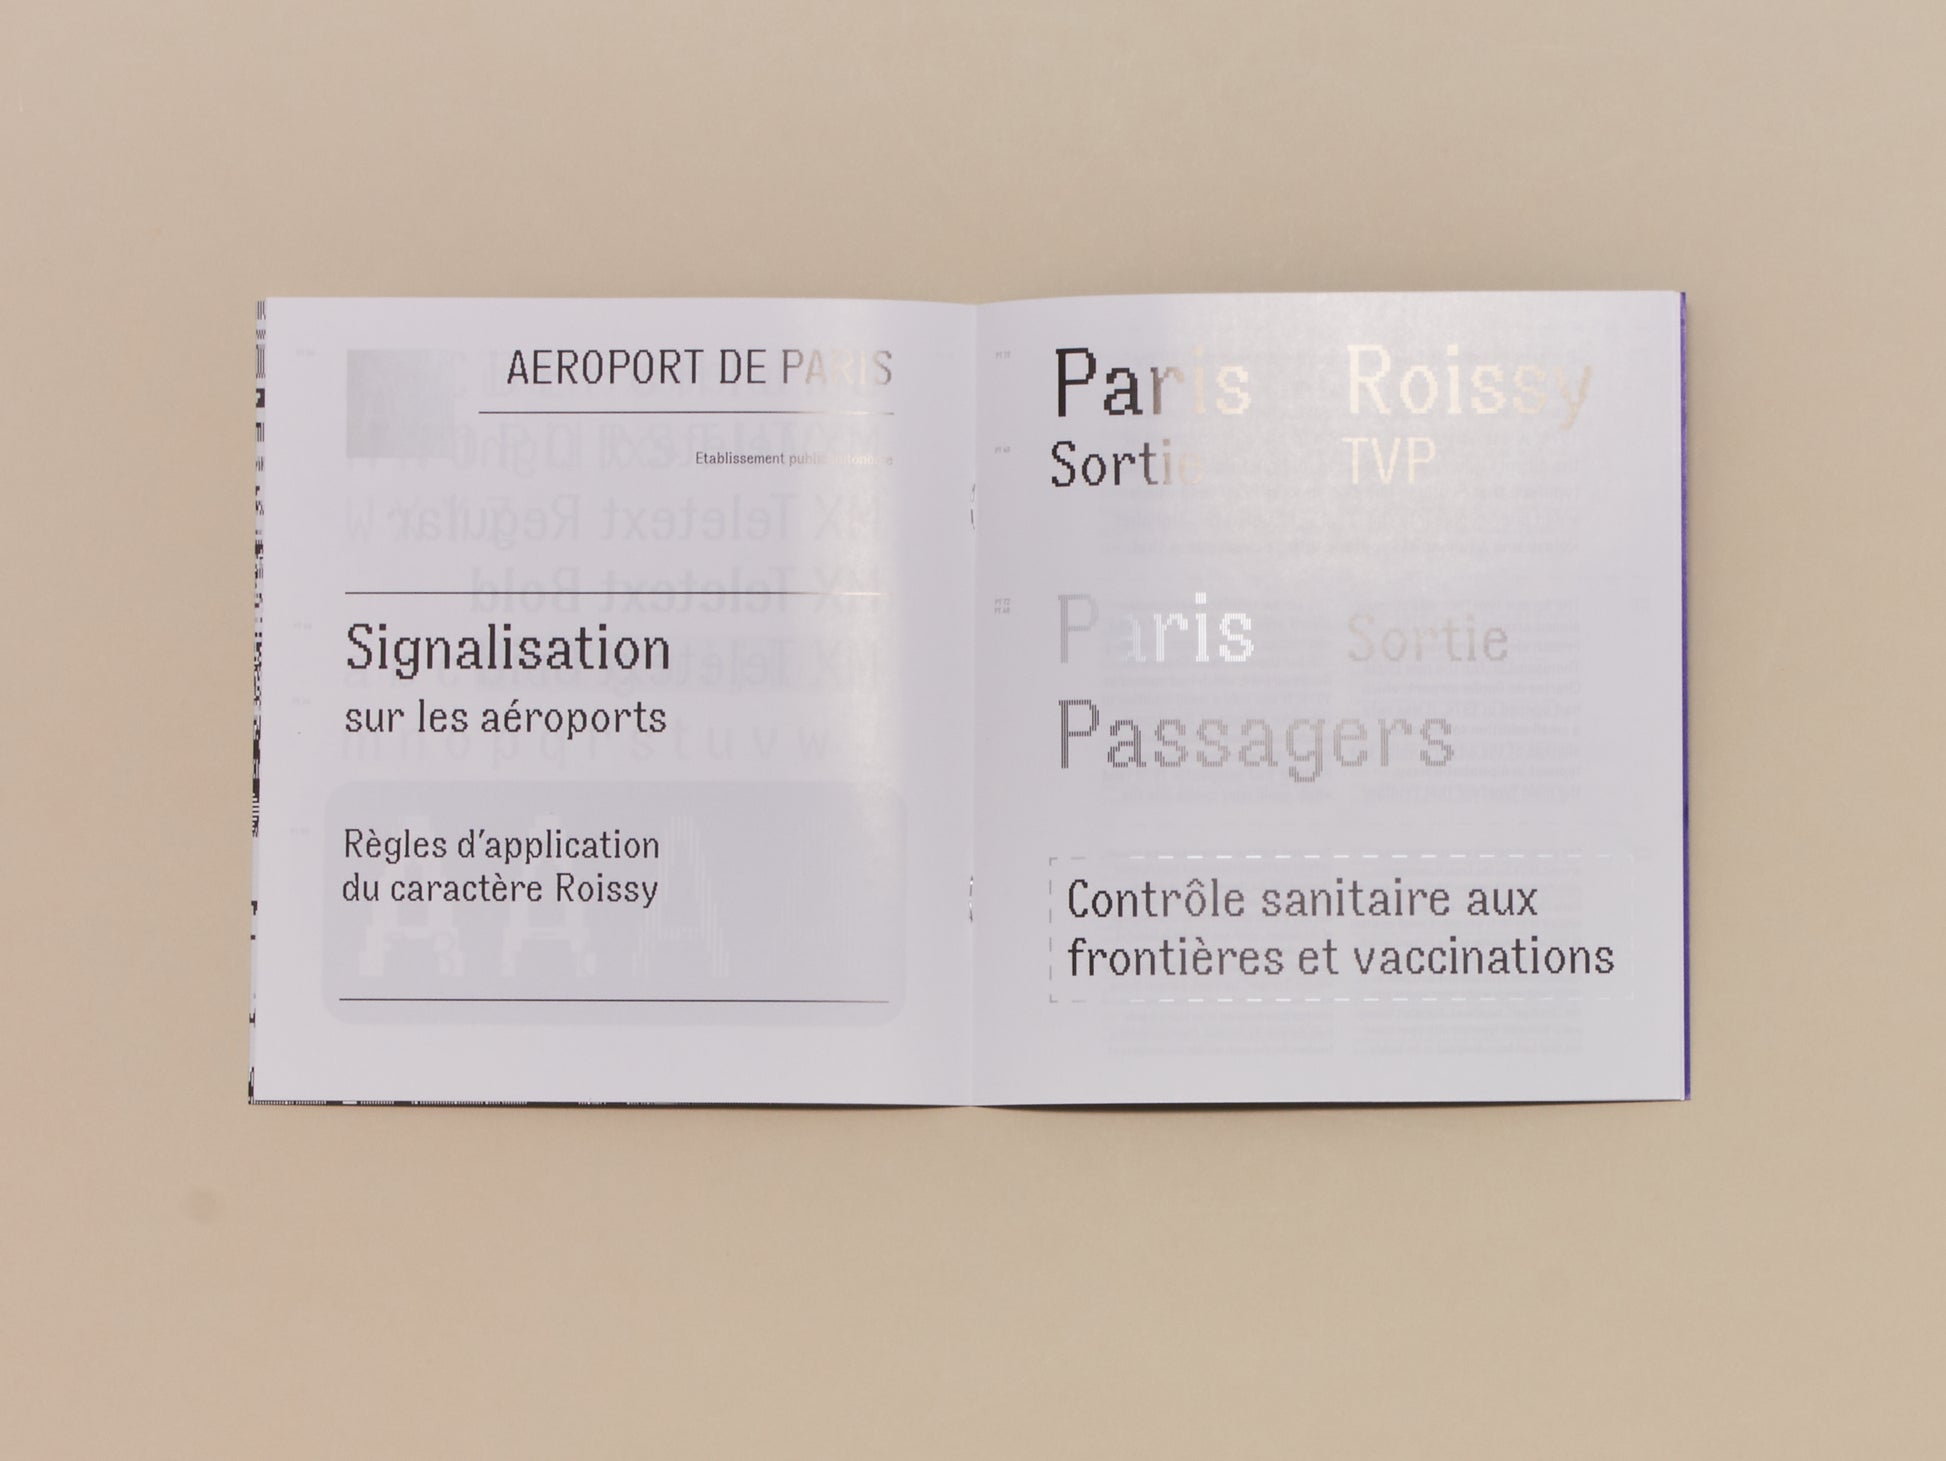 AEROPORT DE PARIS
Etablissement public autonome
Signalisation
sur les aéroports
Règles d'application
du caractère Roissy
Paris Roissy
Sortie TVP
Paris Sortie
Passagers
Contrôle sanitaire aux
frontières et vaccinations
MX Teletext Regular
MX Teletext Bold